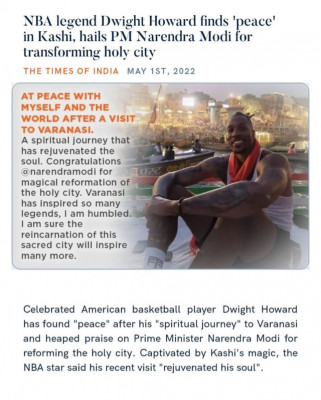 NBA legend Dwight Howard finds 'peace'
in Kashi, hails PM Narendra Modi for
transforming holy city
THE TIMES OF INDIA MAY 1ST, 2022
AT PEACE WITH
MYSELF AND THE
WORLD AFTER A VISIT
TO VARANASI.
A spiritual journey that
has rejuvenated the
soul. Congratulations
@narendramodi for
magical reformation of
the holy city. Varanasi
has inspired so many
legends, I am humbled.
I am sure the
reincarnation of this
sacred city will inspire
many more.
Celebrated American basketball player Dwight Howard
has found "peace" after his "spiritual journey" to Varanasi
and heaped praise on Prime Minister Narendra Modi for
reforming the holy city. Captivated by Kashi's magic, the
NBA star said his recent visit "rejuvenated his soul".